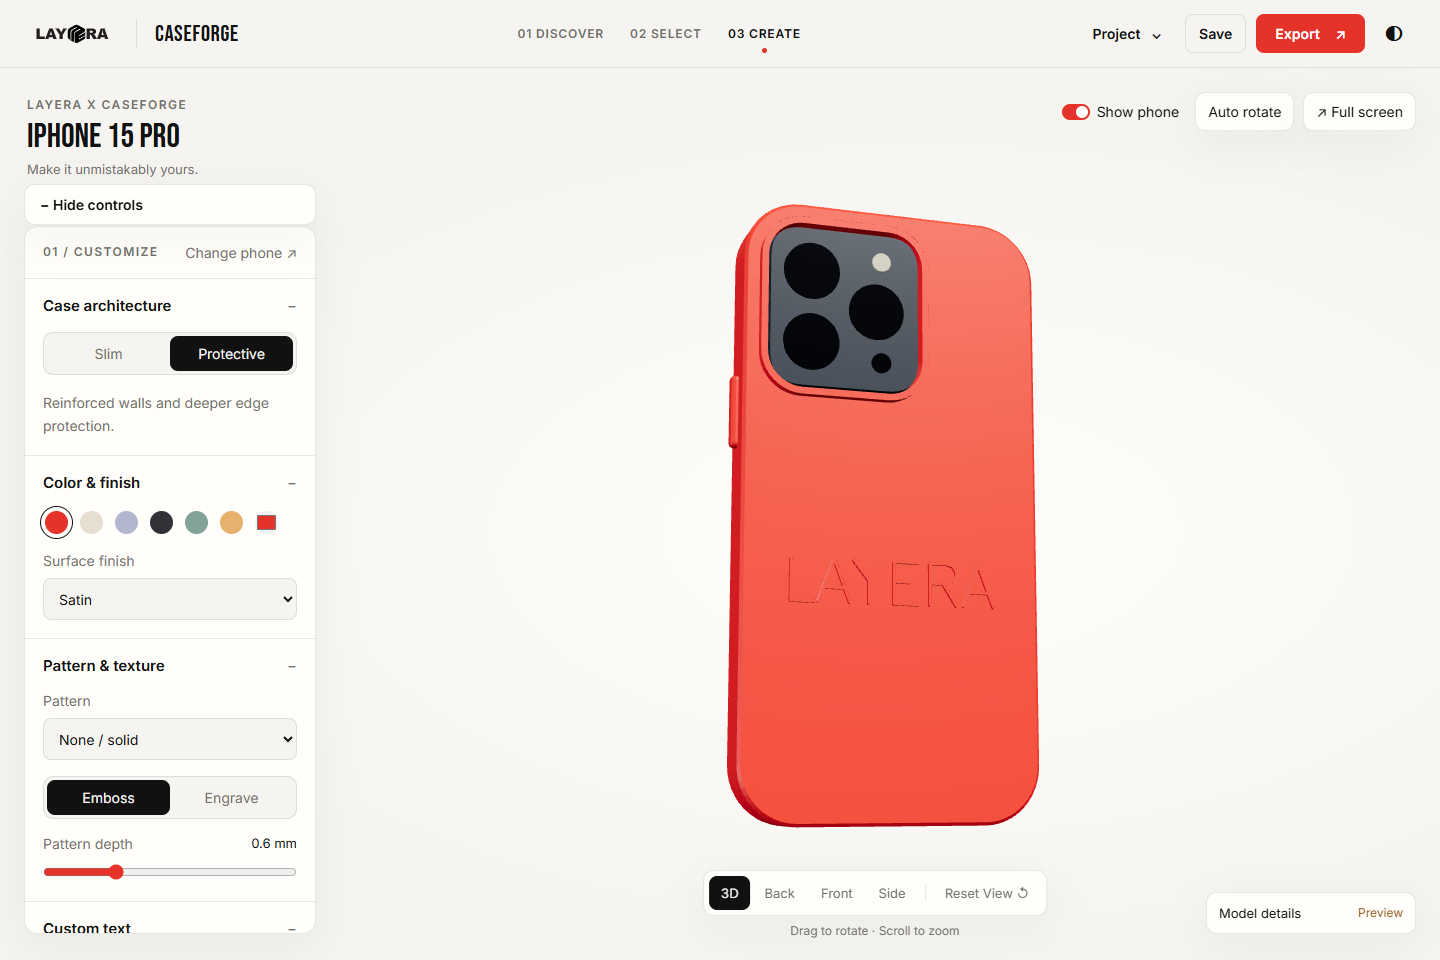 LAYERA
CASEFORGE
01 DISCOVER
02 SELECT
03 CREATE
Project
Save
Export ↗
LAYERA X CASEFORGE
IPHONE 15 PRO
Make it unmistakably yours.
Show phone
Auto rotate
↗ Full screen
– Hide controls
01 / CUSTOMIZE
Change phone ↗
Case architecture –
Slim
Protective
Reinforced walls and deeper edge
protection.
Color & finish –
Surface finish
Satin
Pattern & texture –
Pattern
None / solid
Emboss
Engrave
Pattern depth
0.6 mm
Custom text –
LAYERA
3D
Back
Front
Side
Reset View
Drag to rotate · Scroll to zoom
Model details
Preview